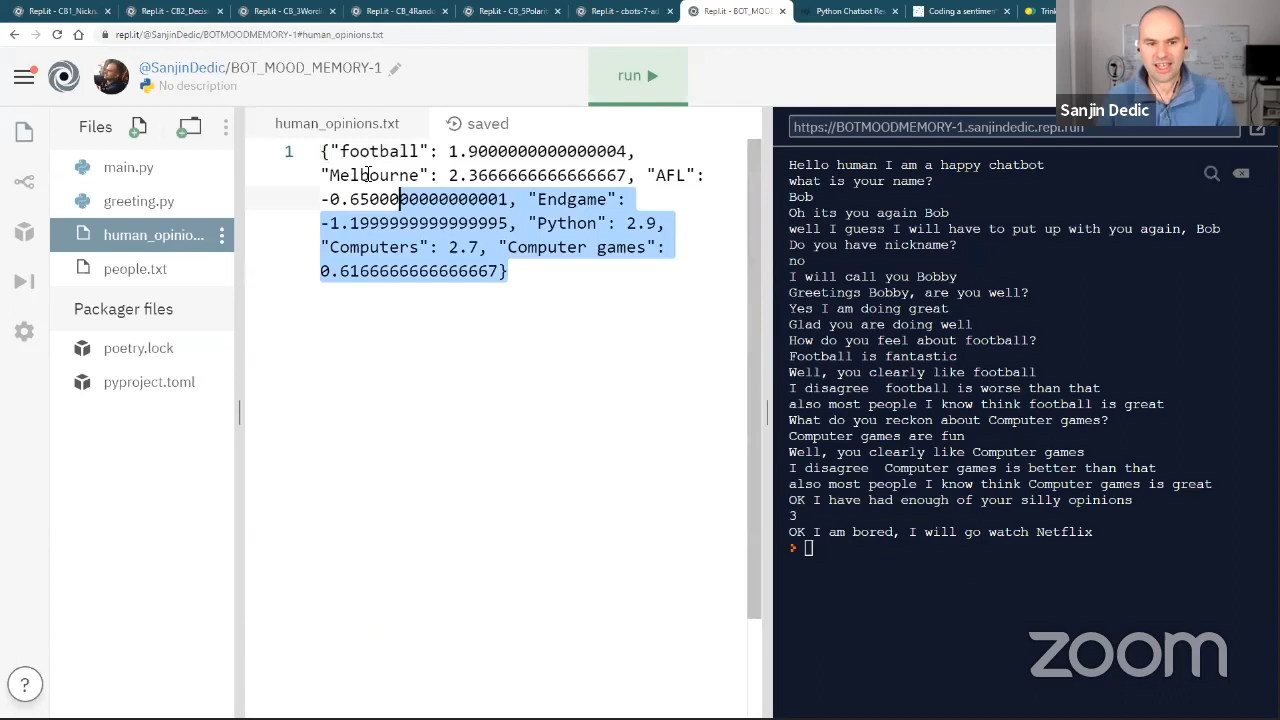 Repl.it - CB1_Nickn
Repl.it - CB2_Decisi
Repl.it - CB_3Word
Repl.it - CB_4Rande
Repl.it - CB_5Polarit
Repl.it - cbots-7-ad
Repl.it - BOT_MOO
Python Chatbot Res
Coding a sentimer
Trink
repl.it/@SanjinDedic/BOTMOODMEMORY-1#human_opinions.txt
@SanjinDedic/BOT_MOOD_MEMORY-1
No description
run
Sanjin Dedic
Files
human_opinions.txt
saved
https://BOTMOODMEMORY-1.sanjindedic.repl.run
main.py
greeting.py
human_opinio...
people.txt
Packager files
poetry.lock
pyproject.toml
1
{"football": 1.9000000000000004,
"Melbourne": 2.3666666666666667, "AFL":
-0.6500000000000001, "Endgame":
-1.1999999999999995, "Python": 2.9,
"Computers": 2.7, "Computer games":
0.6166666666666667}
Hello human I am a happy chatbot
what is your name?
Bob
Oh its you again Bob
well I guess I will have to put up with you again, Bob
Do you have nickname?
no
I will call you Bobby
Greetings Bobby, are you well?
Yes I am doing great
Glad you are doing well
How do you feel about football?
Football is fantastic
Well, you clearly like football
I disagree  football is worse than that
also most people I know think football is great
What do you reckon about Computer games?
Computer games are fun
Well, you clearly like Computer games
I disagree  Computer games is better than that
also most people I know think Computer games is great
OK I have had enough of your silly opinions
3
OK I am bored, I will go watch Netflix
?
zoom